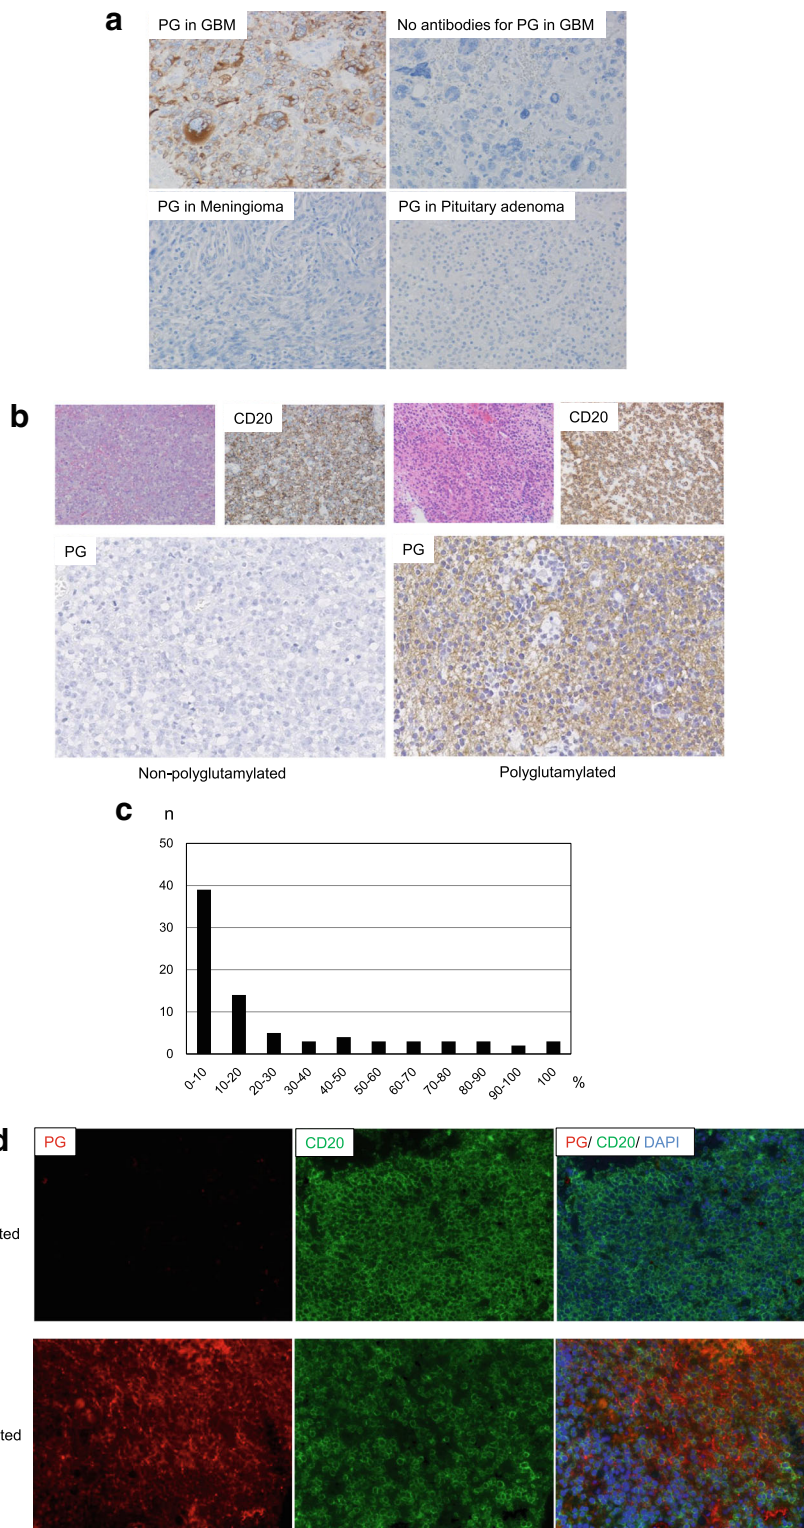 a
PG in GBM
No antibodies for PG in GBM
PG in Meningioma
PG in Pituitary adenoma
b
CD20
CD20
PG
PG
Non-polyglutamylated
Polyglutamylated
c
n
50
40
30
20
10
0
0-10 10-20 20-30 30-40 40-50 50-60 60-70 70-80 80-90 90-100 100 %
d
PG
CD20
PG/ CD20/ DAPI
ted
ted